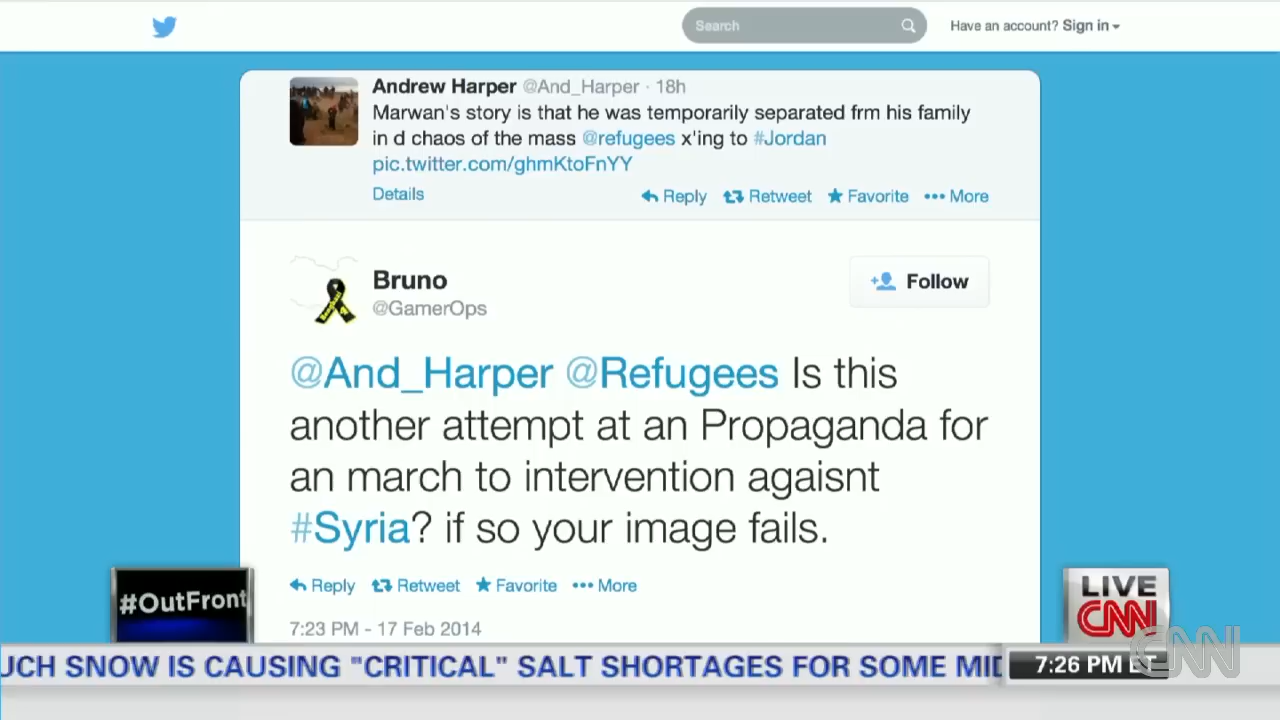 Search
Have an account? Sign in
Andrew Harper @And_Harper · 18h
Marwan's story is that he was temporarily separated frm his family
in d chaos of the mass @refugees x'ing to #Jordan
pic.twitter.com/ghmKtoFnYY
Details
Reply Retweet Favorite More
Bruno
@GamerOps
Follow
@And_Harper @Refugees Is this
another attempt at an Propaganda for
an march to intervention agaisnt
#Syria? if so your image fails.
Reply Retweet Favorite More
7:23 PM - 17 Feb 2014
#OutFront
LIVE
CNN
UCH SNOW IS CAUSING "CRITICAL" SALT SHORTAGES FOR SOME MID
7:26 PM ET
CNN